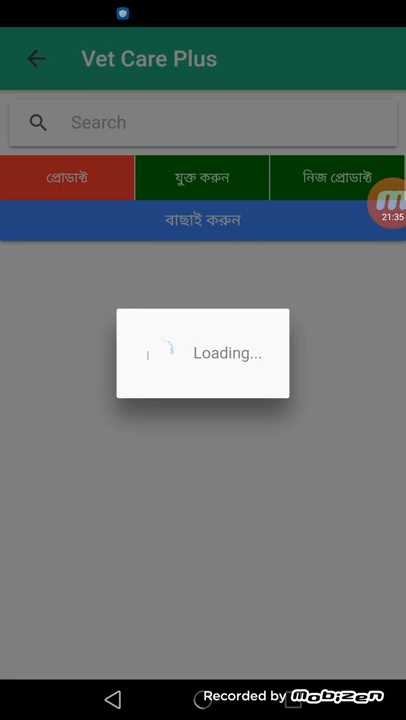 Vet Care Plus
Search
প্রোডাক্ট
যুক্ত করুন
নিজ প্রোডাক্ট
21:35
বাছাই করুন
Loading...
Recorded by MOBIZEN